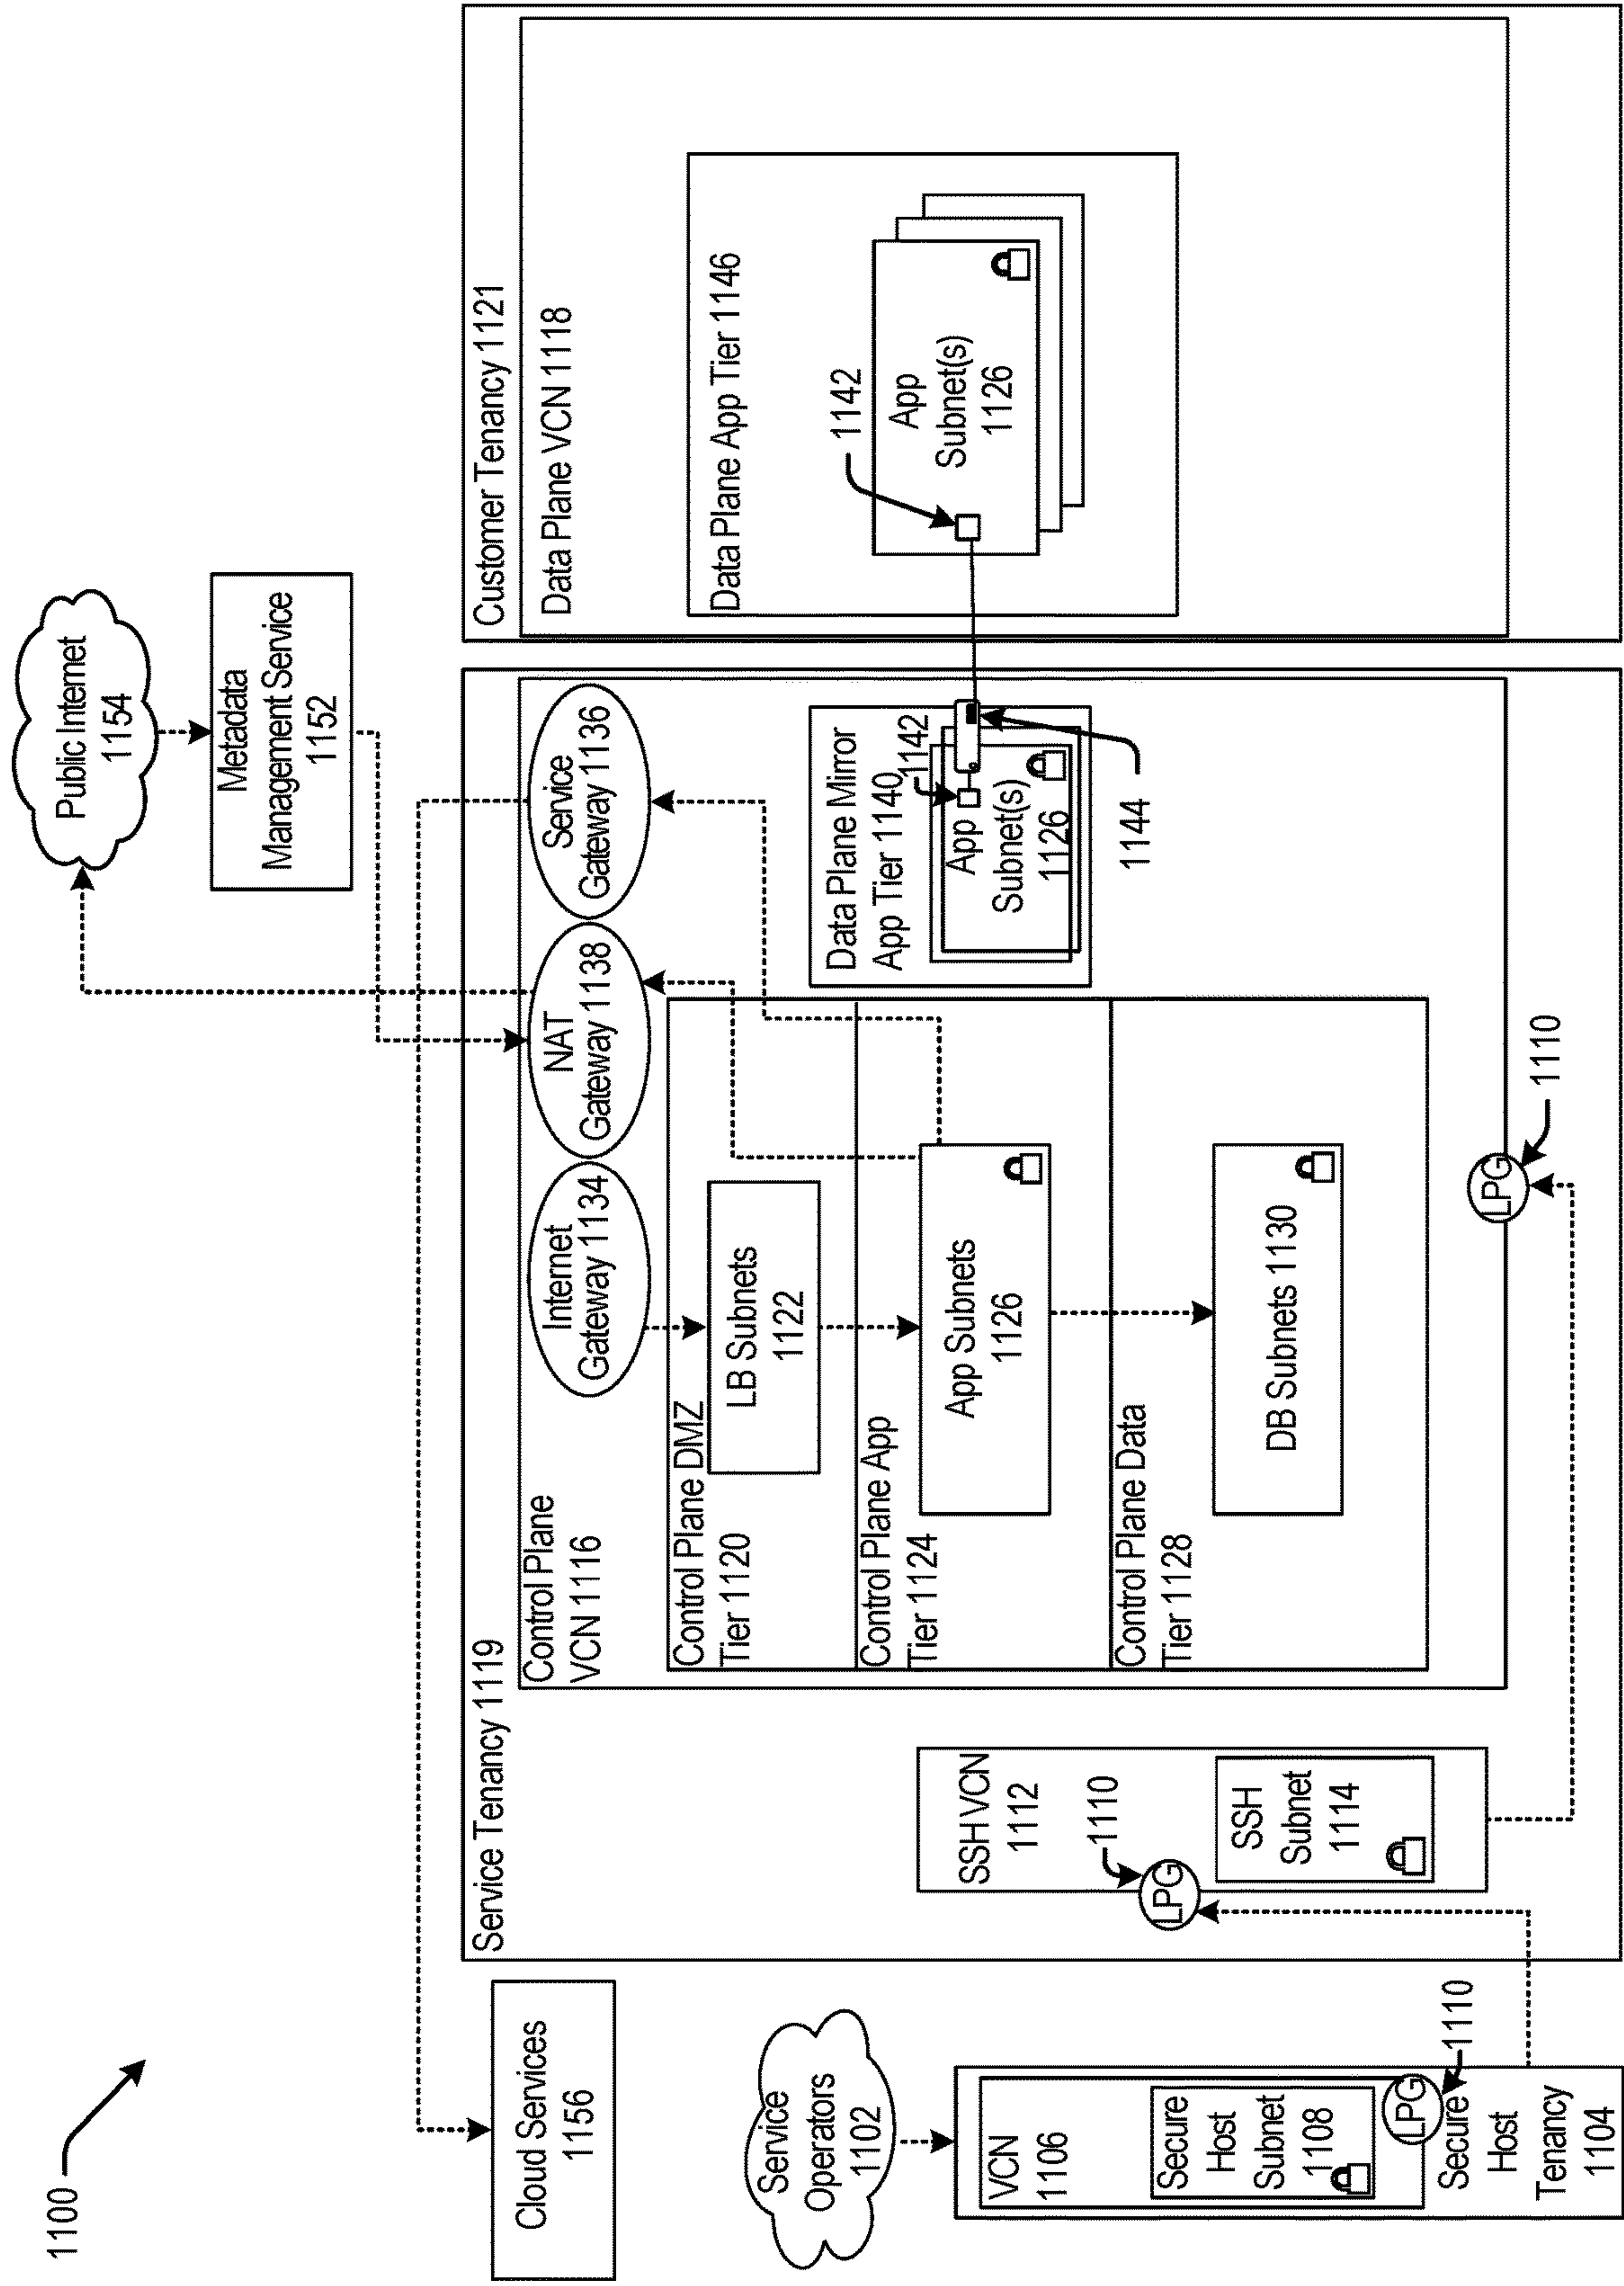 1100
Public Internet
1154
Metadata
Management Service
1152
Cloud Services
1156
Service
Operators
1102
VCN
1106
Secure
Host
Subnet
1108
LPG
1110
Secure
Host
Tenancy
1104
Service Tenancy 1119
SSH VCN
1112
1110
LPG
SSH
Subnet
1114
Control Plane
VCN 1116
Internet
Gateway 1134
NAT
Gateway 1138
Service
Gateway 1136
Control Plane DMZ
Tier 1120
LB Subnets
1122
Control Plane App
Tier 1124
App Subnets
1126
Control Plane Data
Tier 1128
DB Subnets 1130
LPG
1110
Data Plane Mirror
App Tier 1140
1142
App
Subnet(s)
1126
1144
Customer Tenancy 1121
Data Plane VCN 1118
Data Plane App Tier 1146
1142
App
Subnet(s)
1126